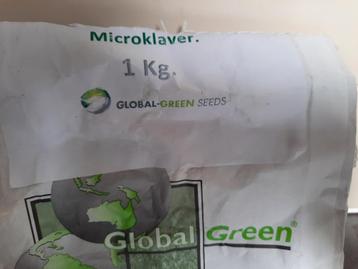 Microklaver.
1 Kg.
GLOBAL-GREEN SEEDS
Global Green®